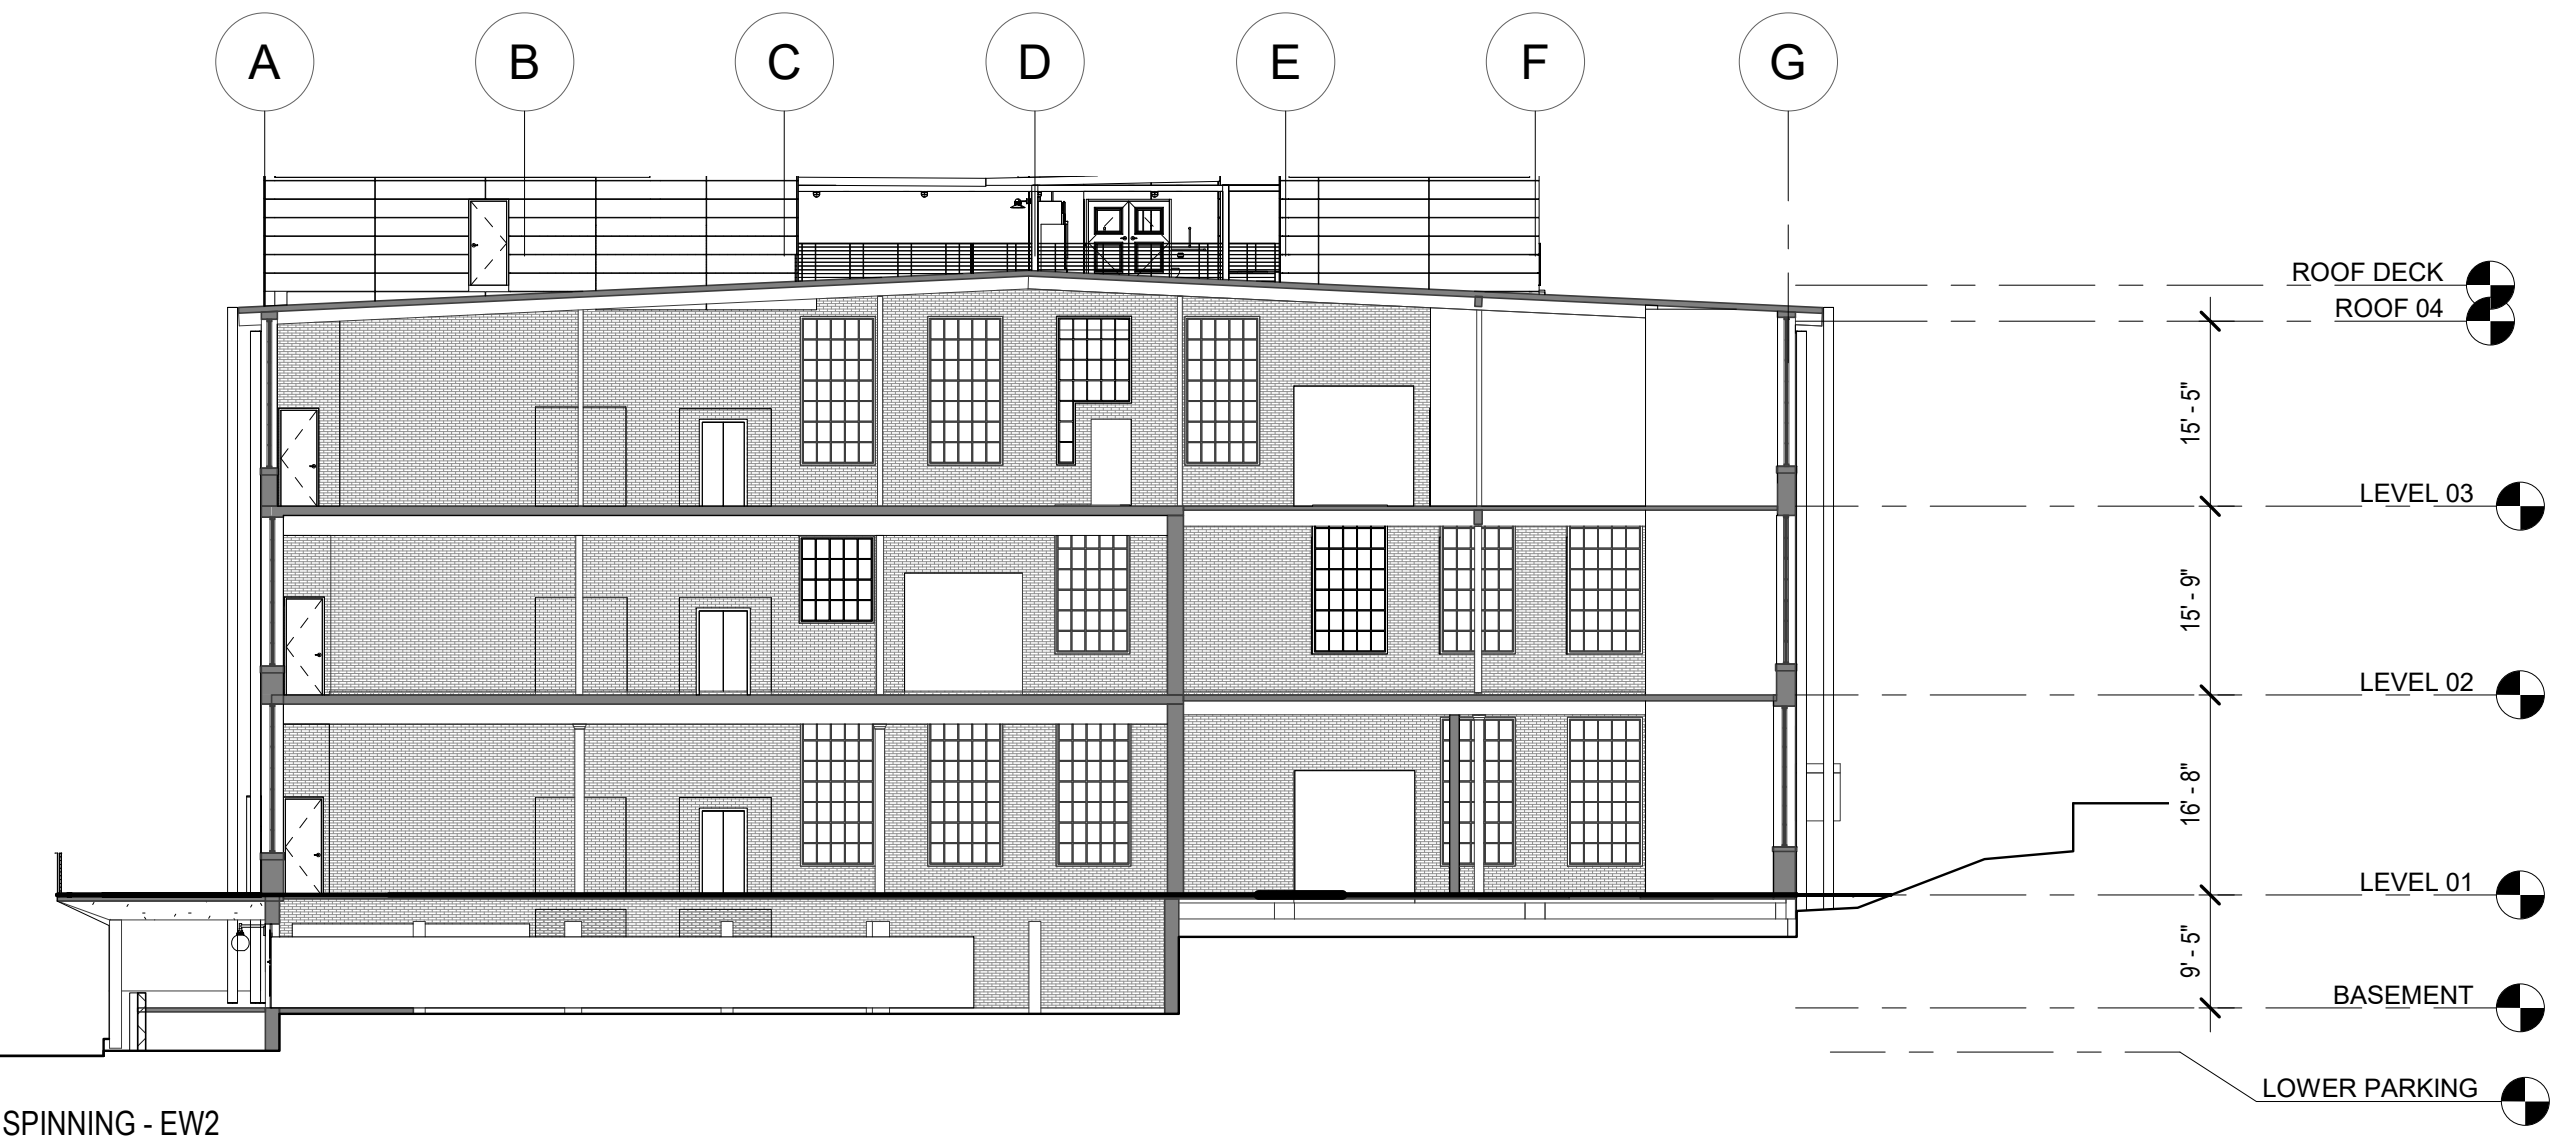 A
B
C
D
E
F
G
ROOF DECK
ROOF 04
15' - 5"
LEVEL 03
15' - 9"
LEVEL 02
16' - 8"
LEVEL 01
9' - 5"
BASEMENT
LOWER PARKING
SPINNING - EW2